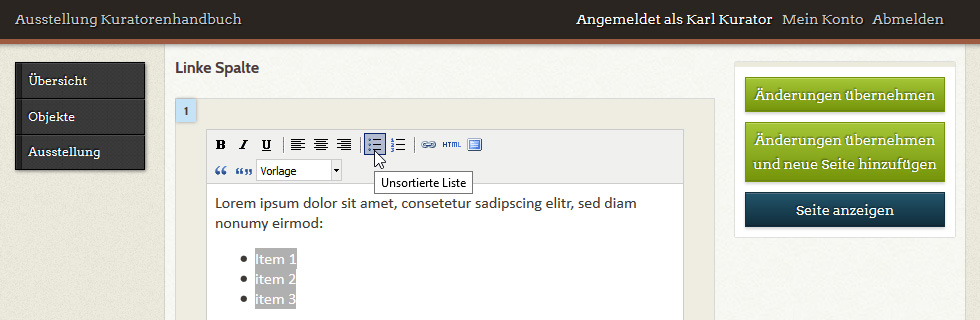 Ausstellung Kuratorenhandbuch
Angemeldet als Karl Kurator Mein Konto Abmelden
Übersicht
Objekte
Ausstellung
Linke Spalte
1
B I U HTML
Vorlage
Unsortierte Liste
Lorem ipsum dolor sit amet, consetetur sadipscing elitr, sed diam
nonumy eirmod:
• Item 1
• item 2
• item 3
Änderungen übernehmen
Änderungen übernehmen
und neue Seite hinzufügen
Seite anzeigen